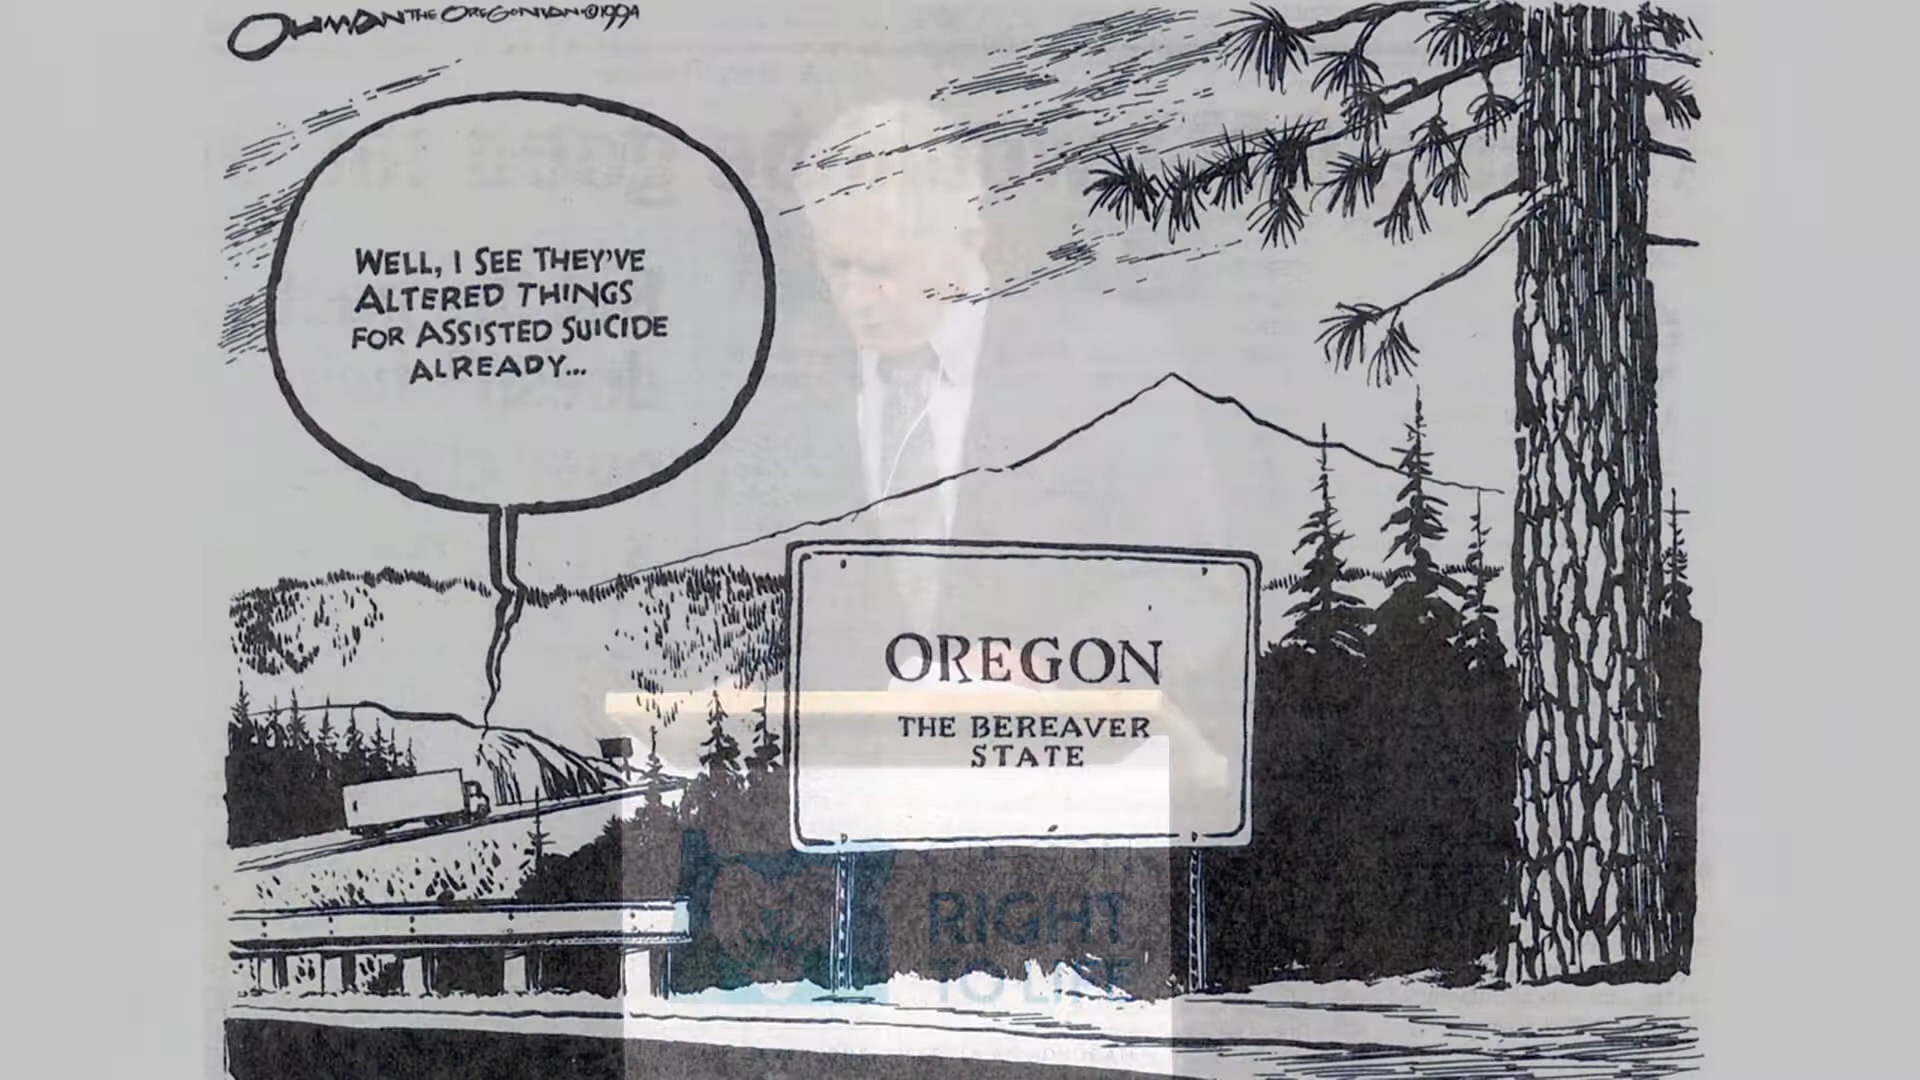 OHMAN THE OREGONIAN ©1994
WELL, I SEE THEY'VE
ALTERED THINGS
FOR ASSISTED SUICIDE
ALREADY...
OREGON
THE BEREAVER
STATE
RIGHT
TO LIFE